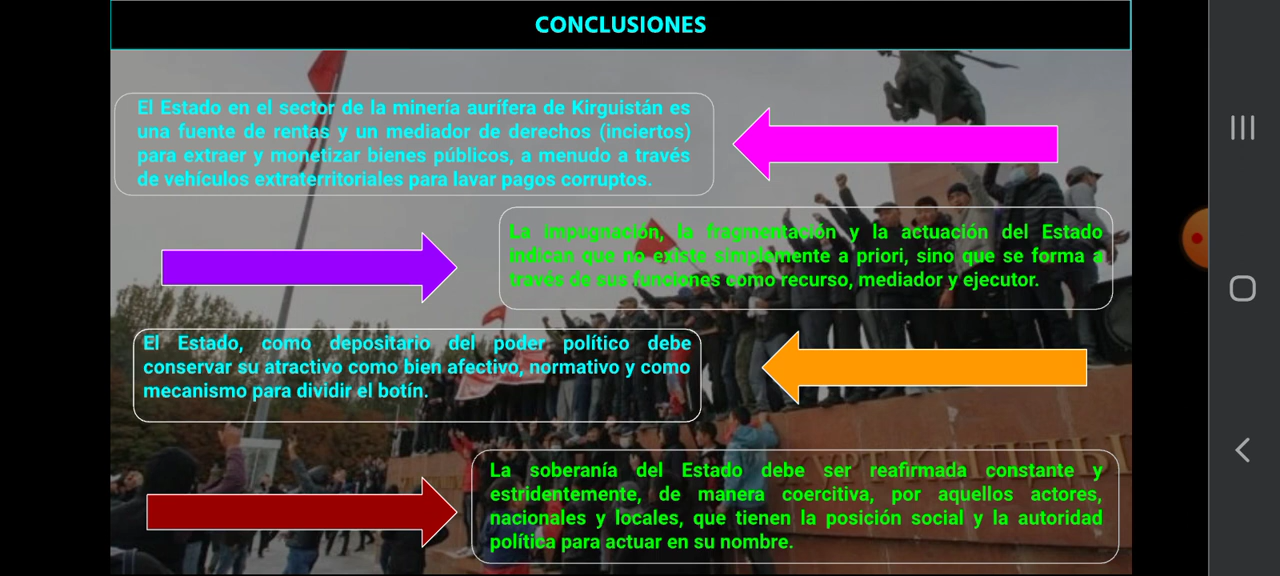 CONCLUSIONES
El Estado en el sector de la minería aurífera de Kirguistán es
una fuente de rentas y un mediador de derechos (inciertos)
para extraer y monetizar bienes públicos, a menudo a través
de vehículos extraterritoriales para lavar pagos corruptos.
La impugnación, la fragmentación y la actuación del Estado
indican que no existe simplemente a priori, sino que se forma a
través de sus funciones como recurso, mediador y ejecutor.
El Estado, como depositario del poder político debe
conservar su atractivo como bien afectivo, normativo y como
mecanismo para dividir el botín.
La soberanía del Estado debe ser reafirmada constante y
estridentemente, de manera coercitiva, por aquellos actores,
nacionales y locales, que tienen la posición social y la autoridad
política para actuar en su nombre.